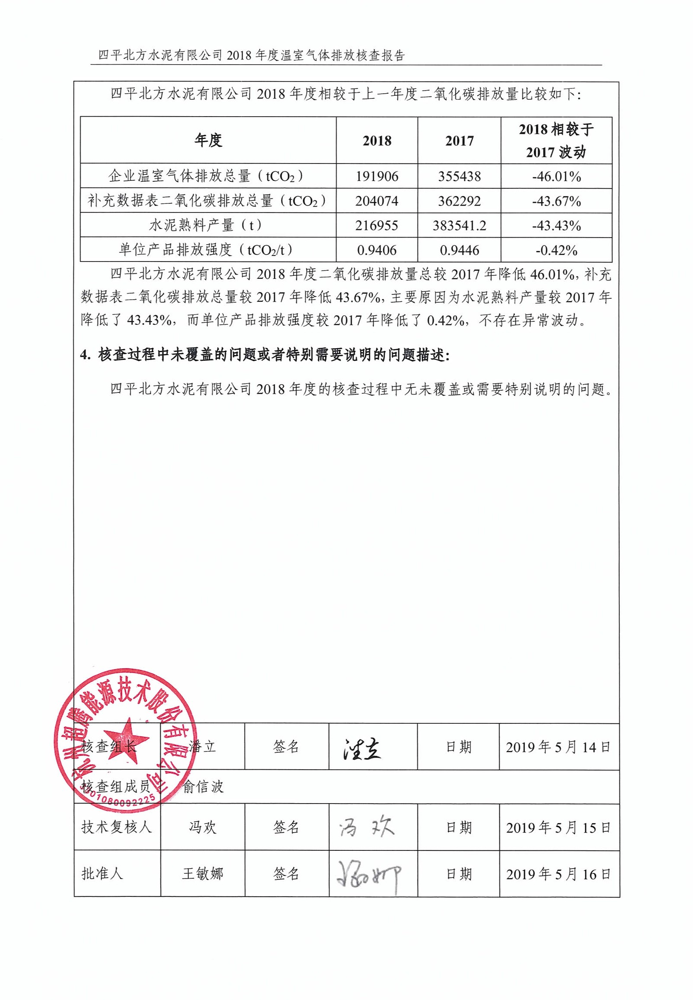 四平北方水泥有限公司 2018 年度温室气体排放核查报告
四平北方水泥有限公司 2018 年度相较于上一年度二氧化碳排放量比较如下：
年度 2018 2017 2018 相较于
2017 波动
企业温室气体排放总量（tCO₂） 191906 355438 -46.01%
补充数据表二氧化碳排放总量（tCO₂） 204074 362292 -43.67%
水泥熟料产量（t） 216955 383541.2 -43.43%
单位产品排放强度（tCO₂/t） 0.9406 0.9446 -0.42%
四平北方水泥有限公司 2018 年度二氧化碳排放量总较 2017 年降低 46.01%，补充
数据表二氧化碳排放总量较 2017 年降低 43.67%，主要原因为水泥熟料产量较 2017 年
降低了 43.43%，而单位产品排放强度较 2017 年降低了 0.42%，不存在异常波动。
4. 核查过程中未覆盖的问题或者特别需要说明的问题描述：
四平北方水泥有限公司 2018 年度的核查过程中无未覆盖或需要特别说明的问题。
杭州超腾能源技术股份有限公司
3301080092225
核查组长 潘立 签名 潘立 日期 2019 年 5 月 14 日
核查组成员 俞信波
技术复核人 冯欢 签名 冯欢 日期 2019 年 5 月 15 日
批准人 王敏娜 签名 日期 2019 年 5 月 16 日